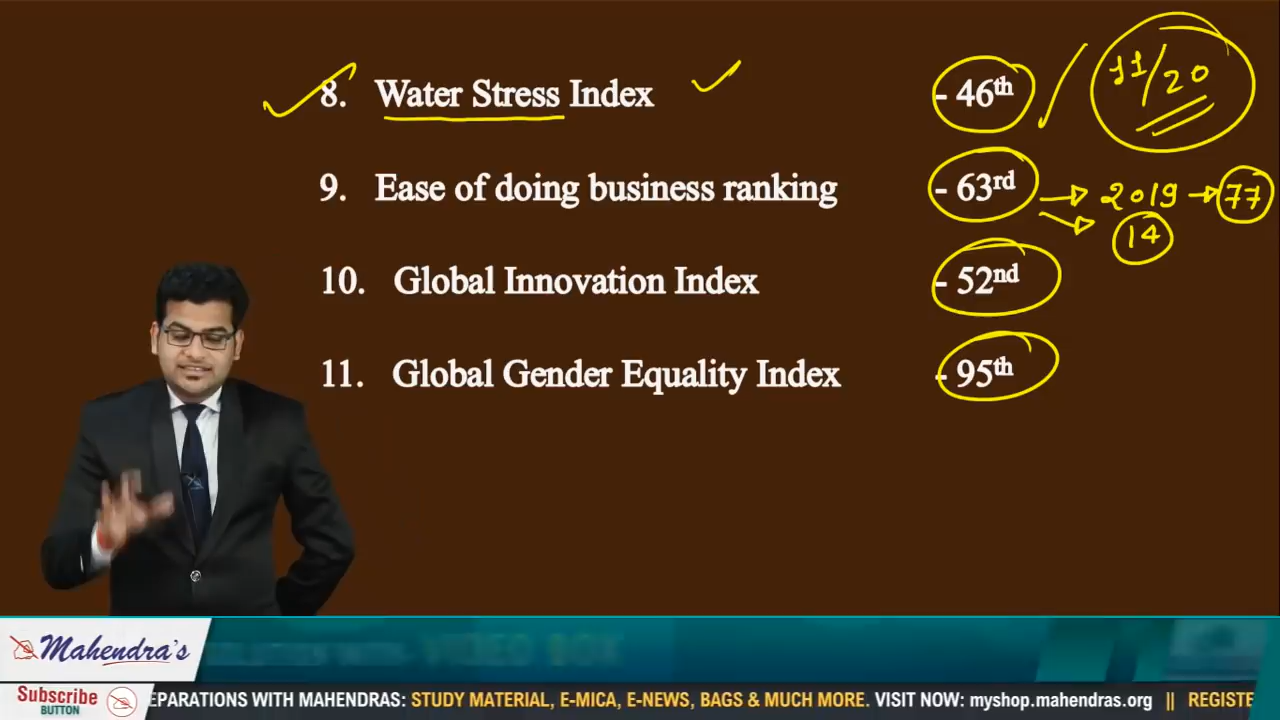 8. Water Stress Index - 46th 11/20
9. Ease of doing business ranking - 63rd → 2019 → 77
→ 14
10. Global Innovation Index - 52nd
11. Global Gender Equality Index - 95th
Mahendra's
Subscribe
BUTTON
EPARATIONS WITH MAHENDRAS: STUDY MATERIAL, E-MICA, E-NEWS, BAGS & MUCH MORE. VISIT NOW: myshop.mahendras.org || REGISTE